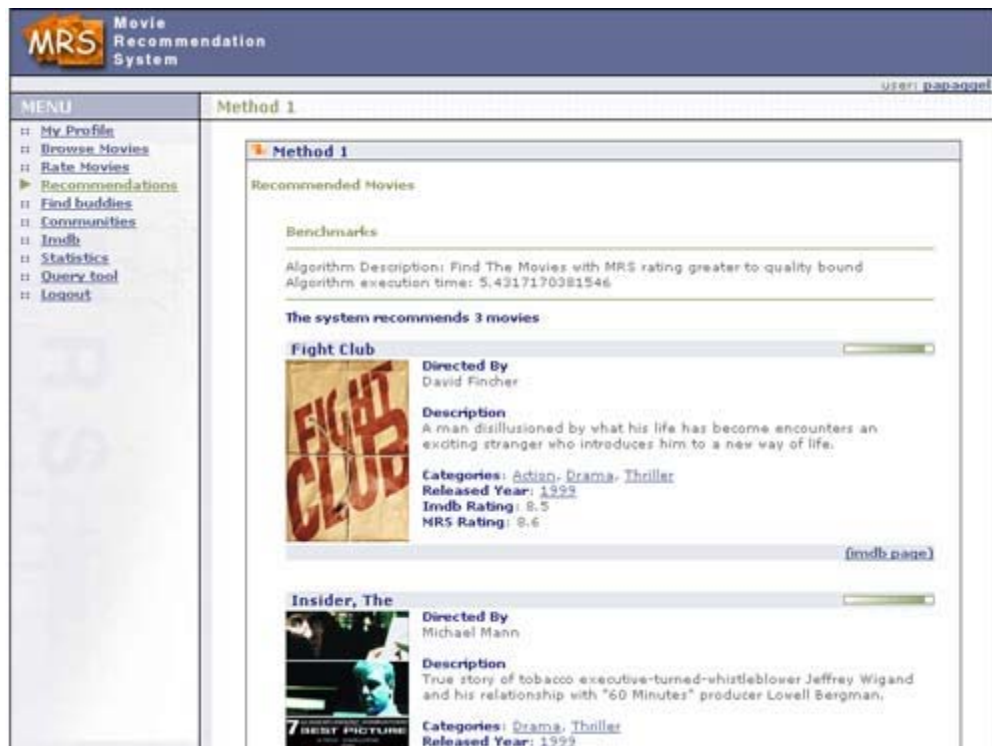 MRS
Movie
Recommendation
System
user: papaggel
MENU
Method 1
:: My Profile
:: Browse Movies
:: Rate Movies
Recommendations
:: Find buddies
:: Communities
:: Imdb
:: Statistics
:: Query tool
:: Logout
Method 1
Recommended Movies
Benchmarks
Algorithm Description: Find The Movies with MRS rating greater to quality bound
Algorithm execution time: 5.4317170381546
The system recommends 3 movies
Fight Club
FIGHT
CLUB
Directed By
David Fincher
Description
A man disillusioned by what his life has become encounters an
exciting stranger who introduces him to a new way of life.
Categories: Action, Drama, Thriller
Released Year: 1999
Imdb Rating: 8.5
MRS Rating: 8.6
(imdb page)
Insider, The
Directed By
Michael Mann
Description
True story of tobacco executive-turned-whistleblower Jeffrey Wigand
and his relationship with "60 Minutes" producer Lowell Bergman.
7
BEST PICTURE
Categories: Drama, Thriller
Released Year: 1999